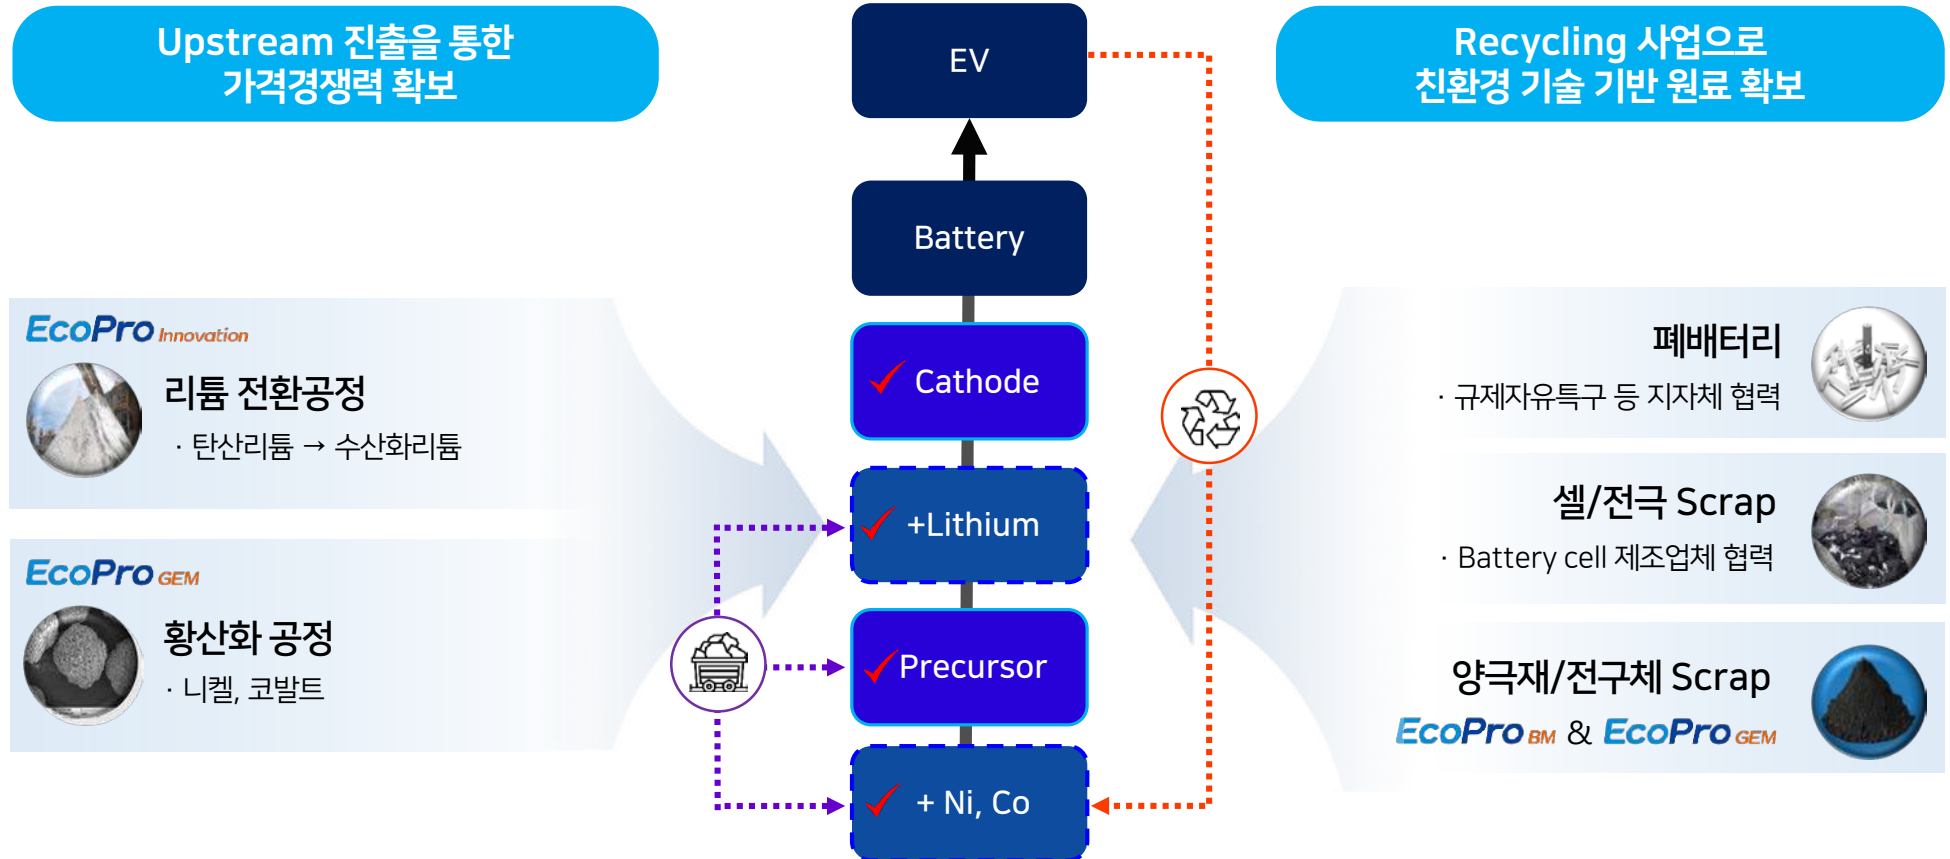 Upstream 진출을 통한
가격경쟁력 확보
EcoPro Innovation
리튬 전환공정
· 탄산리튬 → 수산화리튬
EcoPro GEM
황산화 공정
· 니켈, 코발트
EV
Battery
Cathode
+Lithium
Precursor
+ Ni, Co
Recycling 사업으로
친환경 기술 기반 원료 확보
폐배터리
· 규제자유특구 등 지자체 협력
셀/전극 Scrap
· Battery cell 제조업체 협력
양극재/전구체 Scrap
EcoPro BM & EcoPro GEM